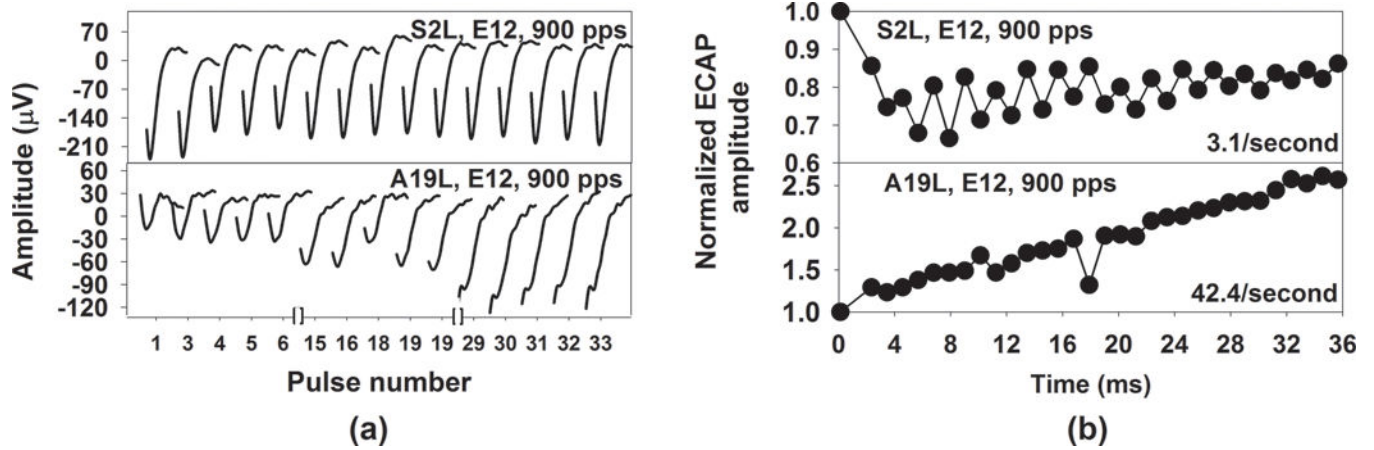 S2L, E12, 900 pps
70
0
-70
-140
-210
A19L, E12, 900 pps
60
30
0
-30
-60
-90
-120
Amplitude (μV)
1 3 4 5 6 15 16 18 19 19 29 30 31 32 33
Pulse number
(a)
S2L, E12, 900 pps
1.0
0.9
0.8
0.7
0.6
3.1/second
A19L, E12, 900 pps
2.5
2.0
1.5
1.0
42.4/second
Normalized ECAP
amplitude
0 4 8 12 16 20 24 28 32 36
Time (ms)
(b)